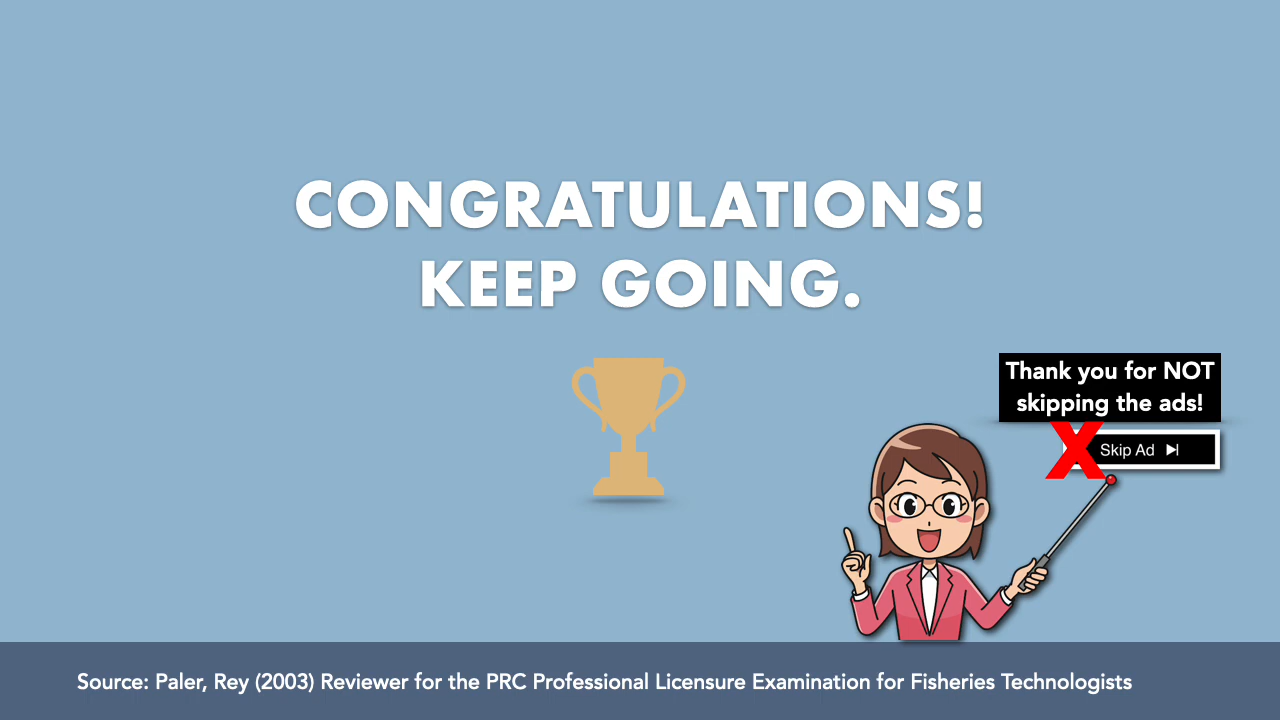 CONGRATULATIONS!
KEEP GOING.
Thank you for NOT
skipping the ads!
X
Skip Ad
Source: Paler, Rey (2003) Reviewer for the PRC Professional Licensure Examination for Fisheries Technologists